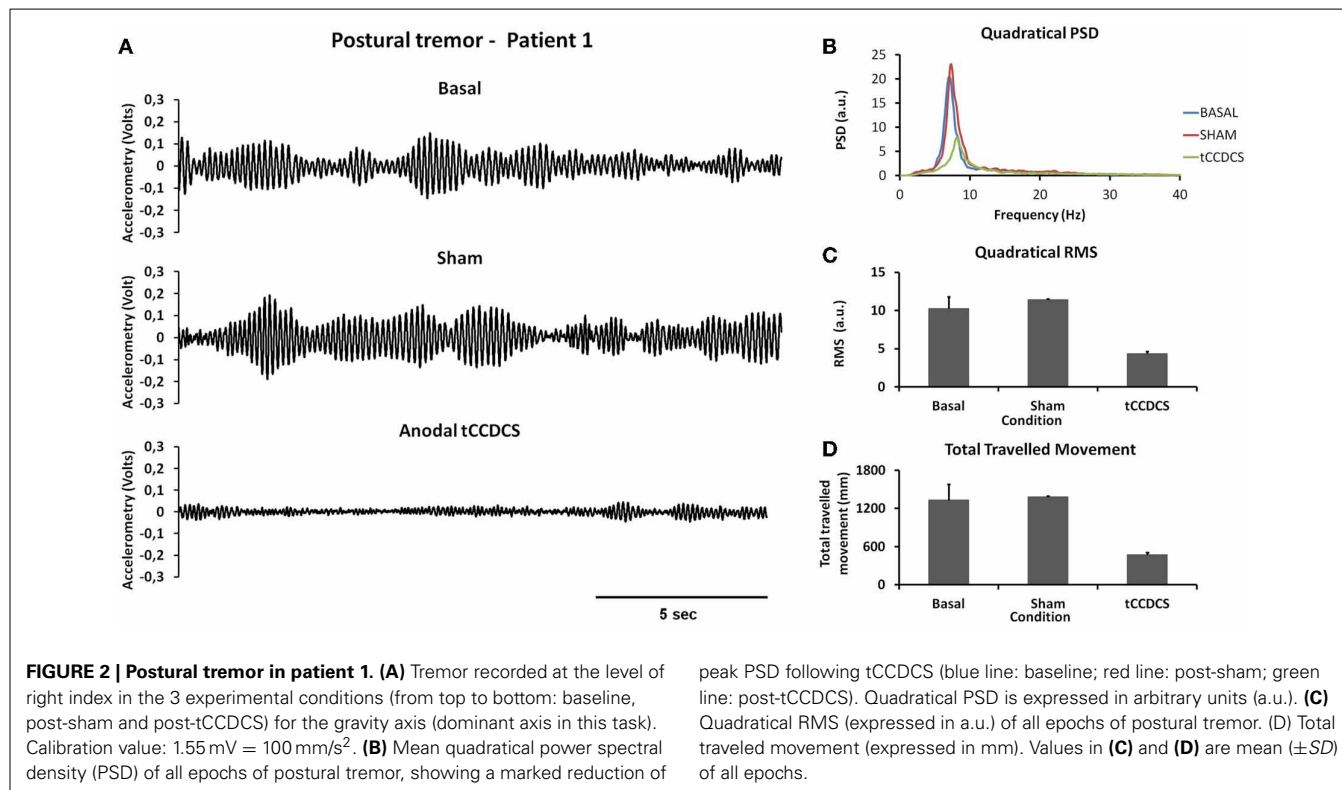 A
Postural tremor - Patient 1
Basal
Accelerometry (Volts)
0,3
0,2
0,1
0
-0,1
-0,2
-0,3
Sham
Accelerometry (Volt)
0,3
0,2
0,1
0
-0,1
-0,2
-0,3
Anodal tCCDCS
Accelerometry (Volts)
0,3
0,2
0,1
0
-0,1
-0,2
-0,3
5 sec
B
Quadratical PSD
PSD (a.u.)
25
20
15
10
5
0
0 10 20 30 40
Frequency (Hz)
BASAL
SHAM
tCCDCS
C
Quadratical RMS
RMS (a.u.)
15
10
5
0
Basal Sham tCCDCS
Condition
D
Total Travelled Movement
Total travelled
movement (mm)
1800
1200
600
0
Basal Sham tCCDCS
Condition
FIGURE 2 | Postural tremor in patient 1. (A) Tremor recorded at the level of
right index in the 3 experimental conditions (from top to bottom: baseline,
post-sham and post-tCCDCS) for the gravity axis (dominant axis in this task).
Calibration value: 1.55 mV = 100 mm/s². (B) Mean quadratical power spectral
density (PSD) of all epochs of postural tremor, showing a marked reduction of
peak PSD following tCCDCS (blue line: baseline; red line: post-sham; green
line: post-tCCDCS). Quadratical PSD is expressed in arbitrary units (a.u.). (C)
Quadratical RMS (expressed in a.u.) of all epochs of postural tremor. (D) Total
traveled movement (expressed in mm). Values in (C) and (D) are mean (±SD)
of all epochs.